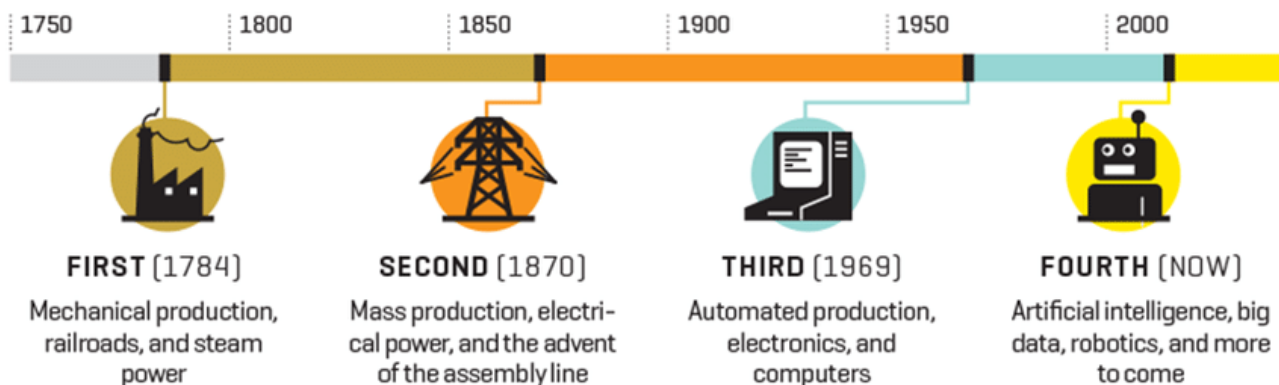 1750
1800
1850
1900
1950
2000
FIRST (1784)
Mechanical production,
railroads, and steam
power
SECOND (1870)
Mass production, electri-
cal power, and the advent
of the assembly line
THIRD (1969)
Automated production,
electronics, and
computers
FOURTH (NOW)
Artificial intelligence, big
data, robotics, and more
to come